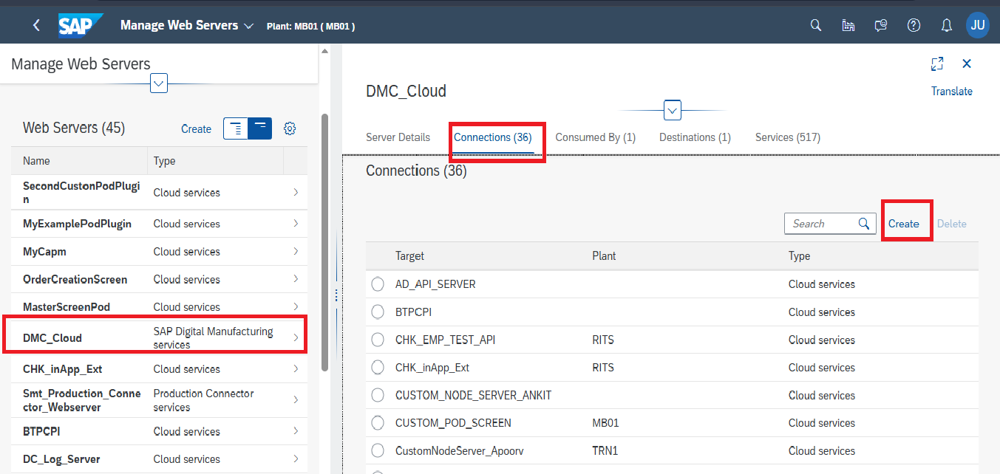 SAP Manage Web Servers Plant: MB01 ( MB01 ) JU
Manage Web Servers
Web Servers (45) Create
Name Type
SecondCustonPodPlugi
n
Cloud services
MyExamplePodPlugin Cloud services
MyCapm Cloud services
OrderCreationScreen Cloud services
MasterScreenPod Cloud services
DMC_Cloud
SAP Digital Manufacturing
services
CHK_inApp_Ext Cloud services
Smt_Production_Conne
ctor_Webserver
Production Connector
services
BTPCPI Cloud services
DC_Log_Server Cloud services
DMC_Cloud
Translate
Server Details Connections (36) Consumed By (1) Destinations (1) Services (517)
Connections (36)
Search Create Delete
Target Plant Type
AD_API_SERVER Cloud services
BTPCPI Cloud services
CHK_EMP_TEST_API RITS Cloud services
CHK_inApp_Ext RITS Cloud services
CUSTOM_NODE_SERVER_ANKIT Cloud services
CUSTOM_POD_SCREEN MB01 Cloud services
CustomNodeServer_Apoorv TRN1 Cloud services